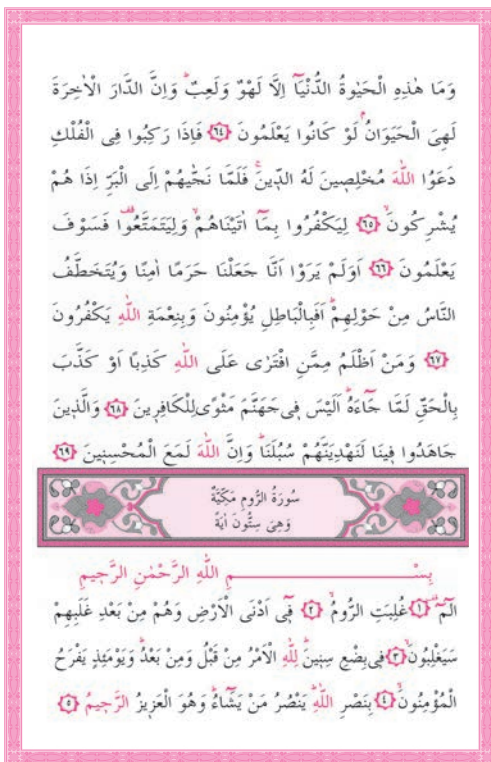 وَمَا هٰذِهِ الْحَيٰوةُ الدُّنْيَٓا اِلَّا لَهْوٌ وَلَعِبٌۜ وَاِنَّ الدَّارَ الْاٰخِرَةَ
لَهِيَ الْحَيَوَانُۢ لَوْ كَانُوا يَعْلَمُونَ ﴿٦٤﴾ فَاِذَا رَكِبُوا فِي الْفُلْكِ
دَعَوُا اللّٰهَ مُخْلِصِينَ لَهُ الدِّينَۚ فَلَمَّا نَجّٰيهُمْ اِلَى الْبَرِّ اِذَا هُمْ
يُشْرِكُونَۙ ﴿٦٥﴾ لِيَكْفُرُوا بِمَٓا اٰتَيْنَاهُمْۙ وَلِيَتَمَتَّعُوا۠ فَسَوْفَ
يَعْلَمُونَ ﴿٦٦﴾ اَوَلَمْ يَرَوْا اَنَّا جَعَلْنَا حَرَمًا اٰمِنًا وَيُتَخَطَّفُ
النَّاسُ مِنْ حَوْلِهِمْۜ اَفَبِالْبَاطِلِ يُؤْمِنُونَ وَبِنِعْمَةِ اللّٰهِ يَكْفُرُونَ
﴿٦٧﴾ وَمَنْ اَظْلَمُ مِمَّنِ افْتَرٰى عَلَى اللّٰهِ كَذِبًا اَوْ كَذَّبَ
بِالْحَقِّ لَمَّا جَٓاءَهُۜ اَلَيْسَ فِي جَهَنَّمَ مَثْوًى لِلْكَافِرِينَ ﴿٦٨﴾ وَالَّذِينَ
جَاهَدُوا فِينَا لَنَهْدِيَنَّهُمْ سُبُلَنَاۜ وَاِنَّ اللّٰهَ لَمَعَ الْمُحْسِنِينَ ﴿٦٩﴾
سُورَةُ الرُّومِ مَكِّيَّةٌ
وَهِيَ سِتُّونَ اٰيَةً
بِسْـــــــــمِ اللّٰهِ الرَّحْمٰنِ الرَّحِيمِ
الٓمٓۜ ﴿١﴾ غُلِبَتِ الرُّومُۙ ﴿٢﴾ فِٓي اَدْنَى الْاَرْضِ وَهُمْ مِنْ بَعْدِ غَلَبِهِمْ
سَيَغْلِبُونَۙ ﴿٣﴾ فِي بِضْعِ سِنِينَۜ لِلّٰهِ الْاَمْرُ مِنْ قَبْلُ وَمِنْ بَعْدُۜ وَيَوْمَئِذٍ يَفْرَحُ
الْمُؤْمِنُونَۙ ﴿٤﴾ بِنَصْرِ اللّٰهِۜ يَنْصُرُ مَنْ يَشَٓاءُۜ وَهُوَ الْعَزِيزُ الرَّحِيمُۙ ﴿٥﴾